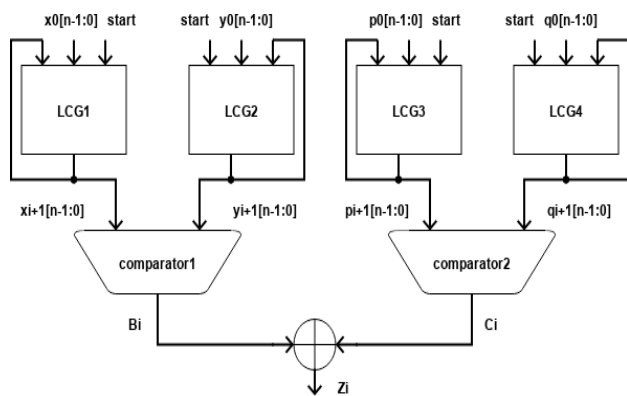 x0[n-1:0] start start y0[n-1:0] p0[n-1:0] start start q0[n-1:0]
LCG1 LCG2 LCG3 LCG4
xi+1[n-1:0] yi+1[n-1:0] pi+1[n-1:0] qi+1[n-1:0]
comparator1 comparator2
Bi Ci
Zi